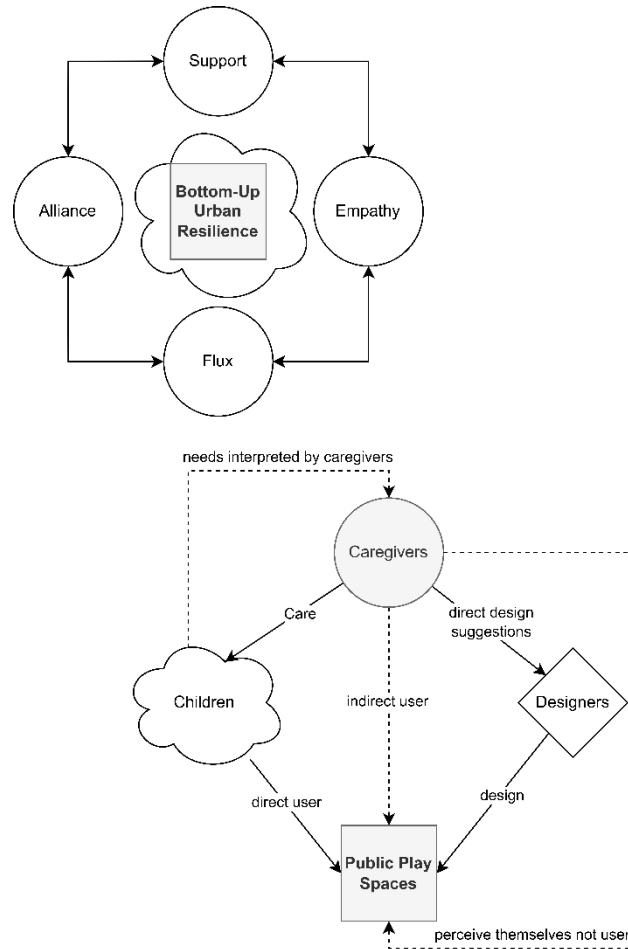 Support
Alliance
Bottom-Up
Urban
Resilience
Empathy
Flux
needs interpreted by caregivers
Caregivers
Care
direct design
suggestions
Children
indirect user
Designers
direct user
design
Public Play
Spaces
perceive themselves not user